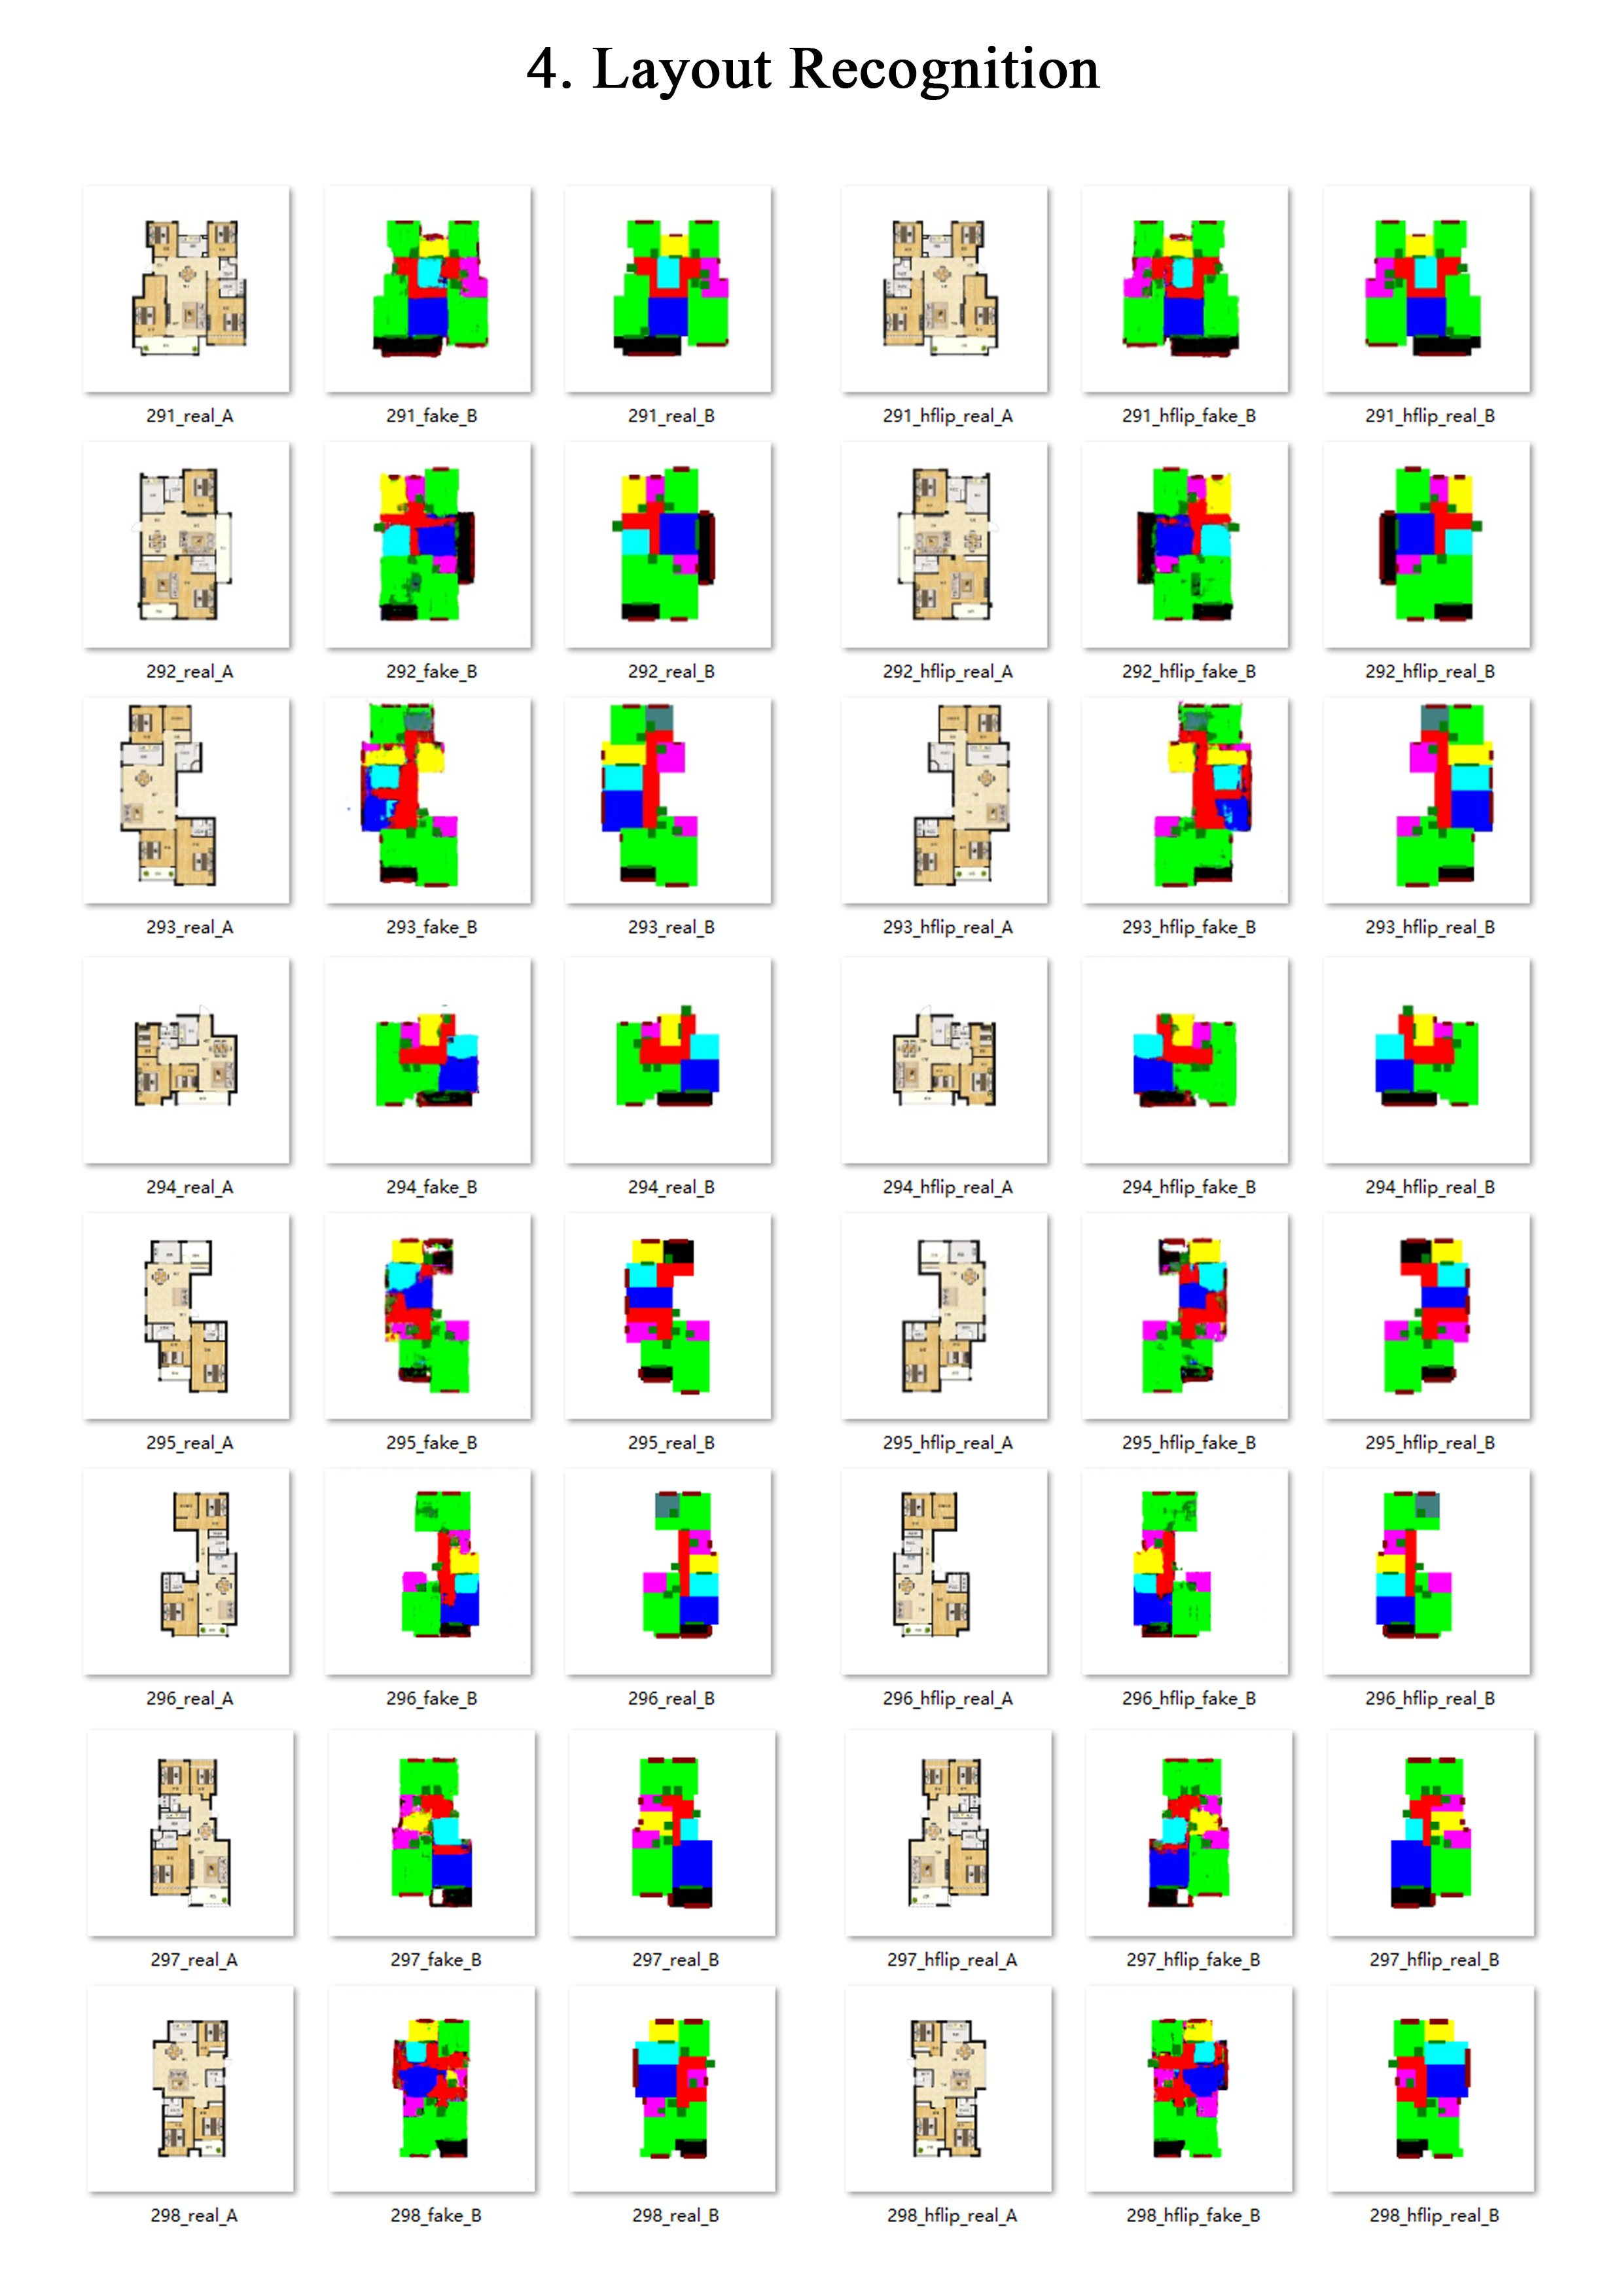 4. Layout Recognition
291_real_A 291_fake_B 291_real_B 291_hflip_real_A 291_hflip_fake_B 291_hflip_real_B
292_real_A 292_fake_B 292_real_B 292_hflip_real_A 292_hflip_fake_B 292_hflip_real_B
293_real_A 293_fake_B 293_real_B 293_hflip_real_A 293_hflip_fake_B 293_hflip_real_B
294_real_A 294_fake_B 294_real_B 294_hflip_real_A 294_hflip_fake_B 294_hflip_real_B
295_real_A 295_fake_B 295_real_B 295_hflip_real_A 295_hflip_fake_B 295_hflip_real_B
296_real_A 296_fake_B 296_real_B 296_hflip_real_A 296_hflip_fake_B 296_hflip_real_B
297_real_A 297_fake_B 297_real_B 297_hflip_real_A 297_hflip_fake_B 297_hflip_real_B
298_real_A 298_fake_B 298_real_B 298_hflip_real_A 298_hflip_fake_B 298_hflip_real_B